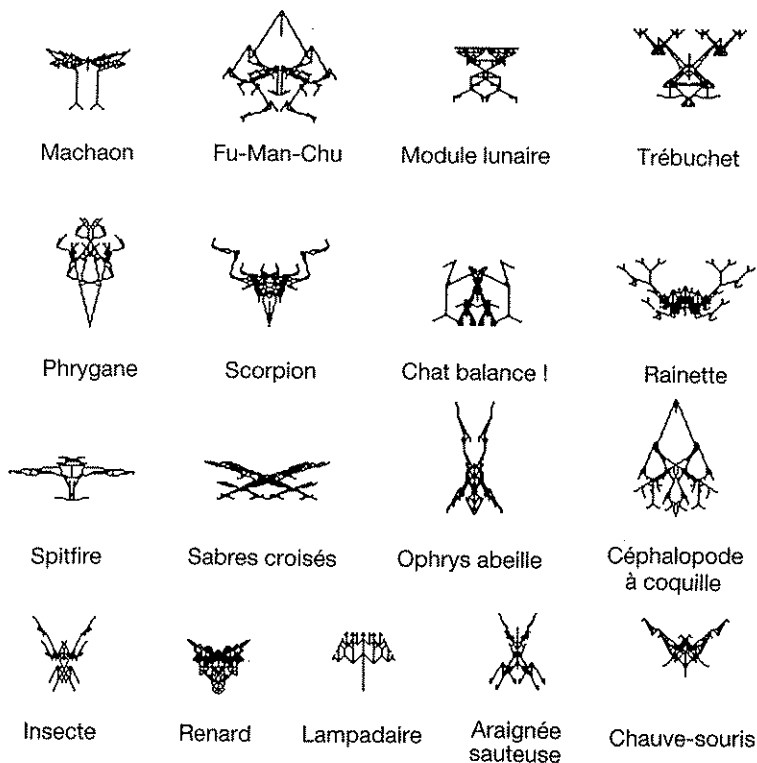 Machaon Fu-Man-Chu Module lunaire Trébuchet
Phrygane Scorpion Chat balance ! Rainette
Spitfire Sabres croisés Ophrys abeille Céphalopode
à coquille
Insecte Renard Lampadaire Araignée
sauteuse Chauve-souris